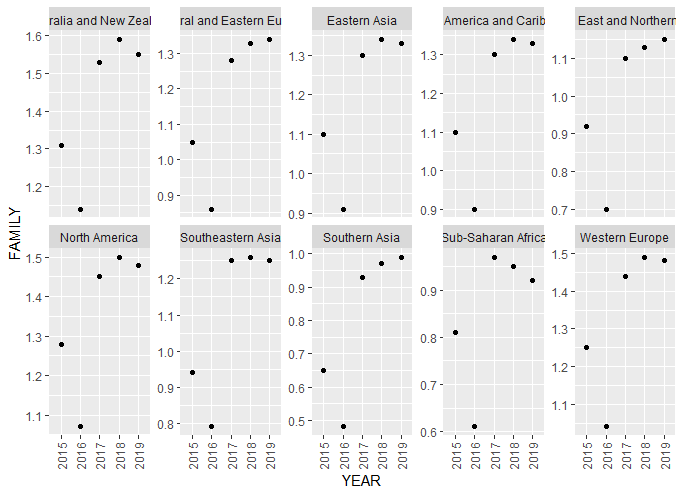 ralia and New Zeal
ral and Eastern Eu
Eastern Asia
America and Carib
East and Northern
1.6
1.5
1.4
1.3
1.2
1.3
1.2
1.1
1.0
0.9
1.3
1.2
1.1
1.0
0.9
1.3
1.2
1.1
1.0
0.9
1.1
1.0
0.9
0.8
0.7
FAMILY
North America
Southeastern Asia
Southern Asia
Sub-Saharan Africa
Western Europe
1.5
1.4
1.3
1.2
1.1
1.2
1.1
1.0
0.9
0.8
1.0
0.9
0.8
0.7
0.6
0.5
0.9
0.8
0.7
0.6
1.5
1.4
1.3
1.2
1.1
2015 2016 2017 2018 2019
2015 2016 2017 2018 2019
2015 2016 2017 2018 2019
2015 2016 2017 2018 2019
2015 2016 2017 2018 2019
YEAR